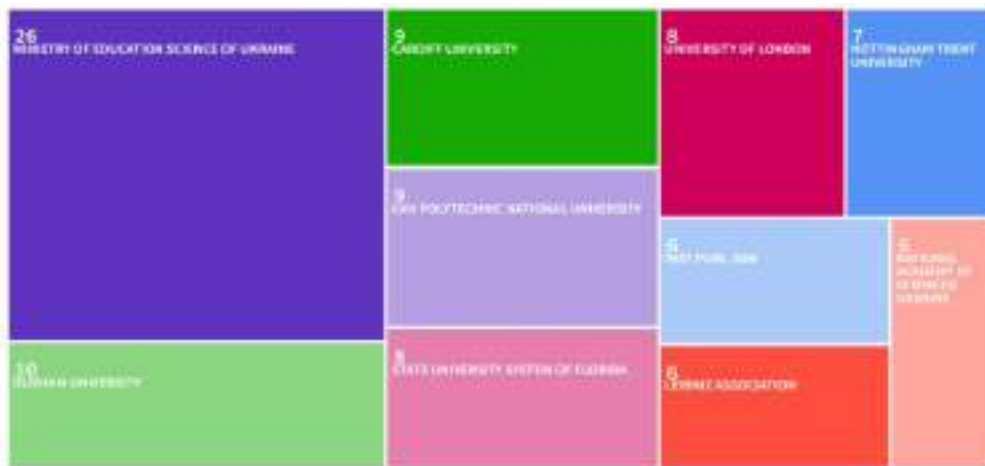 26
MINISTRY OF EDUCATION SCIENCE OF UKRAINE
9
CARDIFF UNIVERSITY
8
UNIVERSITY OF LONDON
7
NOTTINGHAM TRENT
UNIVERSITY
9
POLYTECHNIC NATIONAL UNIVERSITY
6
5
NATIONAL
ACADEMY OF
SCIENCES
UKRAINE
10
DURHAM UNIVERSITY
8
STATE UNIVERSITY SYSTEM OF FLORIDA
6
LEIBNIZ ASSOCIATION